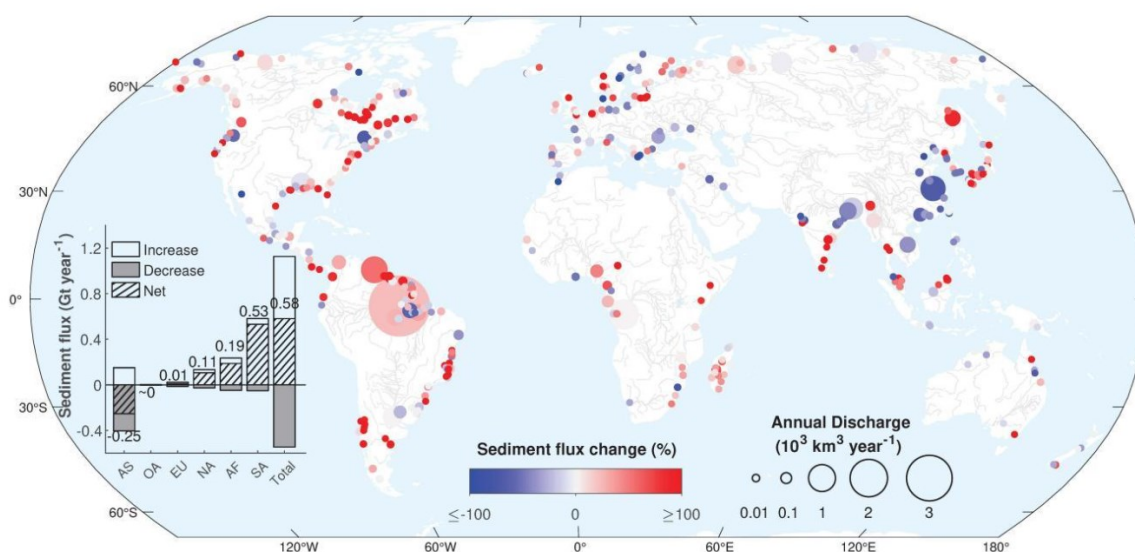 60°N
30°N
0°
30°S
60°S
120°W
60°W
0°
60°E
120°E
180°
Sediment flux (Gt year⁻¹)
1.2
0.8
0.4
0
-0.4
Increase
Decrease
Net
-0.25
~0
0.01
0.11
0.19
0.53
0.58
AS
OA
EU
NA
AF
SA
Total
Sediment flux change (%)
≤-100
0
≥100
Annual Discharge
(10³ km³ year⁻¹)
0.01
0.1
1
2
3